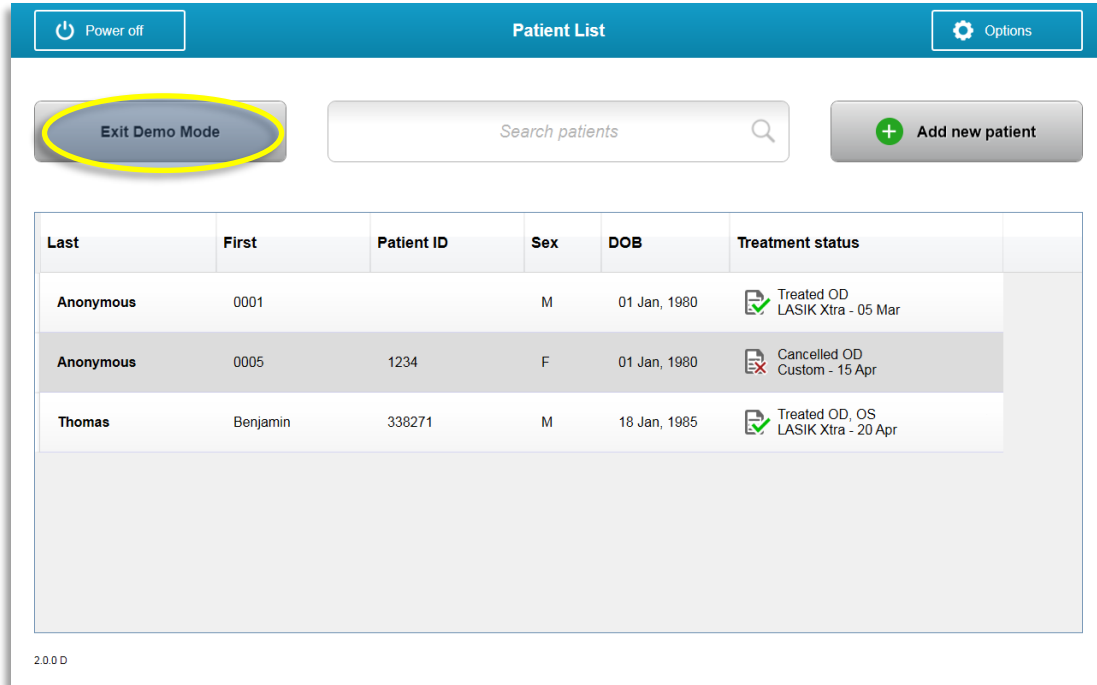 Power off Patient List Options
Exit Demo Mode Search patients Add new patient
Last First Patient ID Sex DOB Treatment status
Anonymous 0001 M 01 Jan, 1980 Treated OD
LASIK Xtra - 05 Mar
Anonymous 0005 1234 F 01 Jan, 1980 Cancelled OD
Custom - 15 Apr
Thomas Benjamin 338271 M 18 Jan, 1985 Treated OD, OS
LASIK Xtra - 20 Apr
2.0.0 D